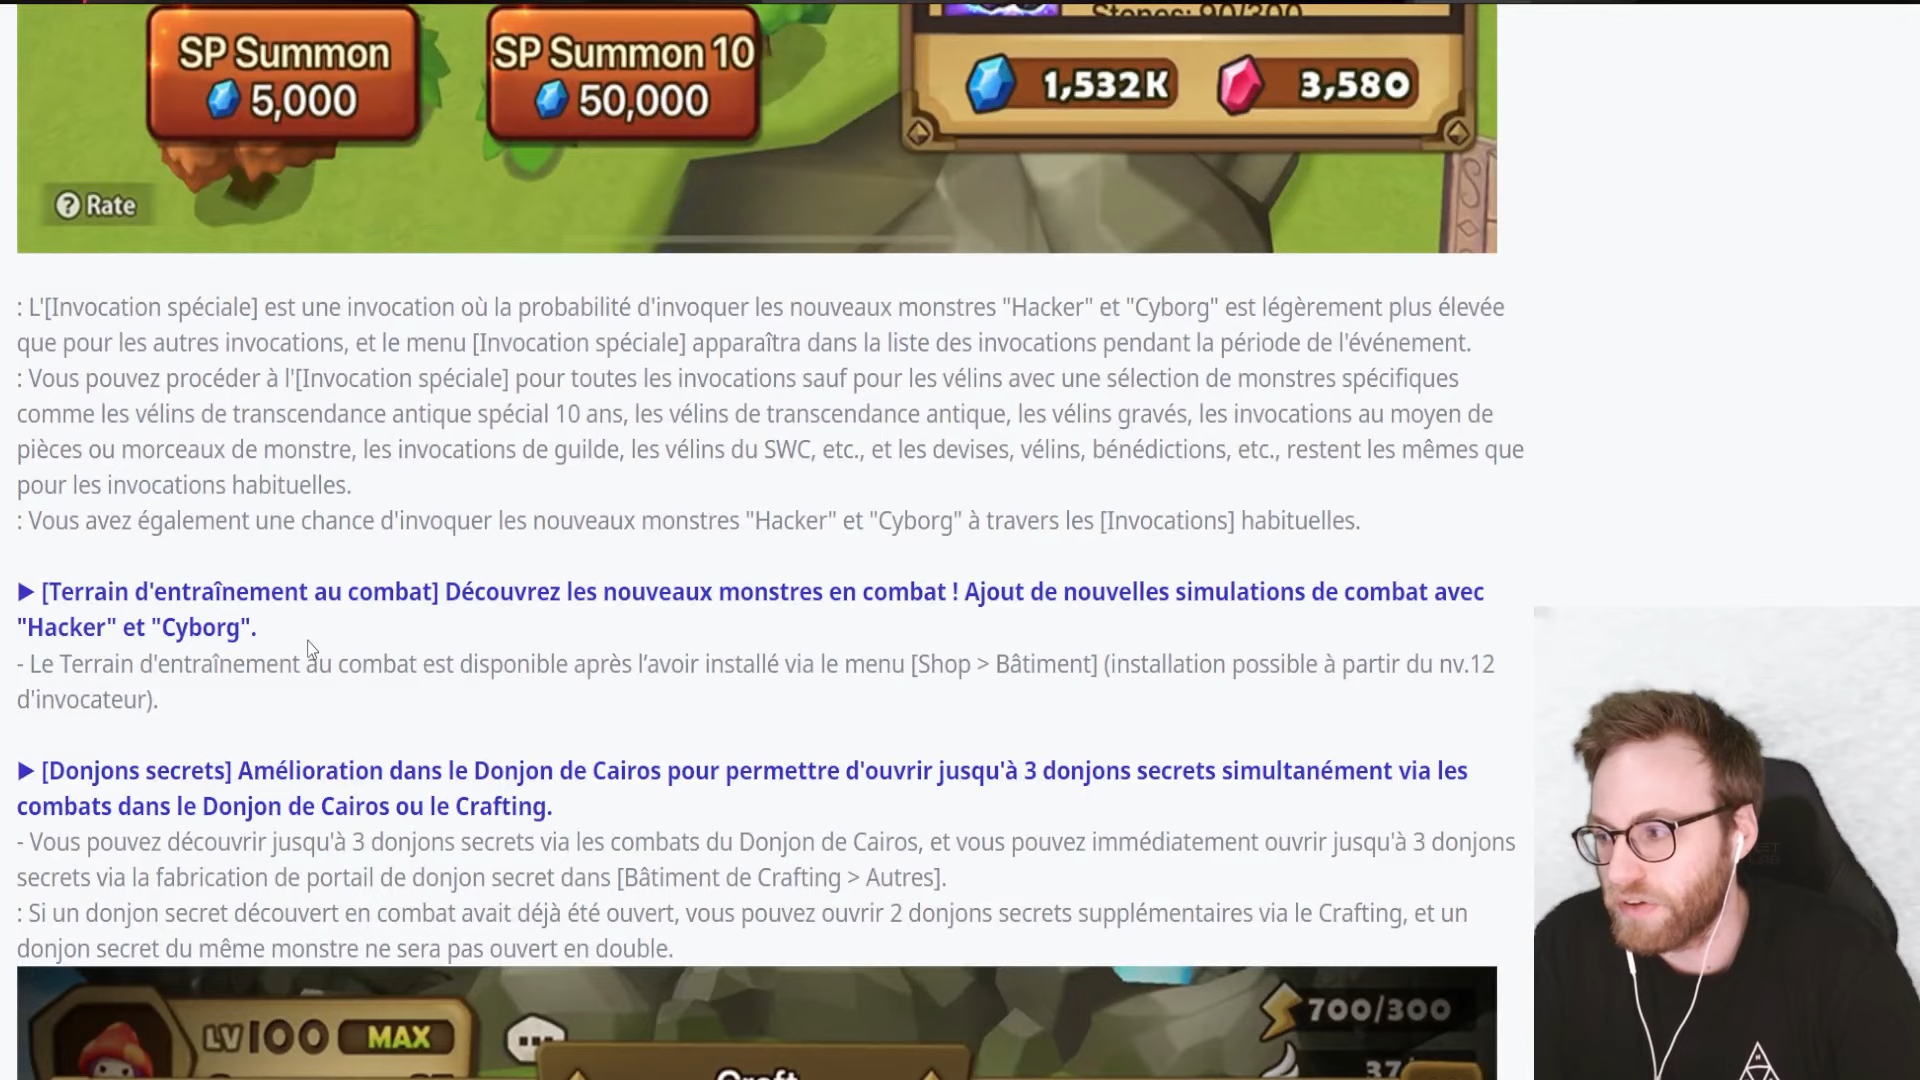 Stones: 90/300
SP Summon
5,000
SP Summon 10
50,000
1,532K
3,580
? Rate
: L'[Invocation spéciale] est une invocation où la probabilité d'invoquer les nouveaux monstres "Hacker" et "Cyborg" est légèrement plus élevée
que pour les autres invocations, et le menu [Invocation spéciale] apparaîtra dans la liste des invocations pendant la période de l'événement.
: Vous pouvez procéder à l'[Invocation spéciale] pour toutes les invocations sauf pour les vélins avec une sélection de monstres spécifiques
comme les vélins de transcendance antique spécial 10 ans, les vélins de transcendance antique, les vélins gravés, les invocations au moyen de
pièces ou morceaux de monstre, les invocations de guilde, les vélins du SWC, etc., et les devises, vélins, bénédictions, etc., restent les mêmes que
pour les invocations habituelles.
: Vous avez également une chance d'invoquer les nouveaux monstres "Hacker" et "Cyborg" à travers les [Invocations] habituelles.
▶ [Terrain d'entraînement au combat] Découvrez les nouveaux monstres en combat ! Ajout de nouvelles simulations de combat avec
"Hacker" et "Cyborg".
- Le Terrain d'entraînement au combat est disponible après l’avoir installé via le menu [Shop > Bâtiment] (installation possible à partir du nv.12
d'invocateur).
▶ [Donjons secrets] Amélioration dans le Donjon de Cairos pour permettre d'ouvrir jusqu'à 3 donjons secrets simultanément via les
combats dans le Donjon de Cairos ou le Crafting.
- Vous pouvez découvrir jusqu'à 3 donjons secrets via les combats du Donjon de Cairos, et vous pouvez immédiatement ouvrir jusqu'à 3 donjons
secrets via la fabrication de portail de donjon secret dans [Bâtiment de Crafting > Autres].
: Si un donjon secret découvert en combat avait déjà été ouvert, vous pouvez ouvrir 2 donjons secrets supplémentaires via le Crafting, et un
donjon secret du même monstre ne sera pas ouvert en double.
LV100 MAX
700/300
Craft